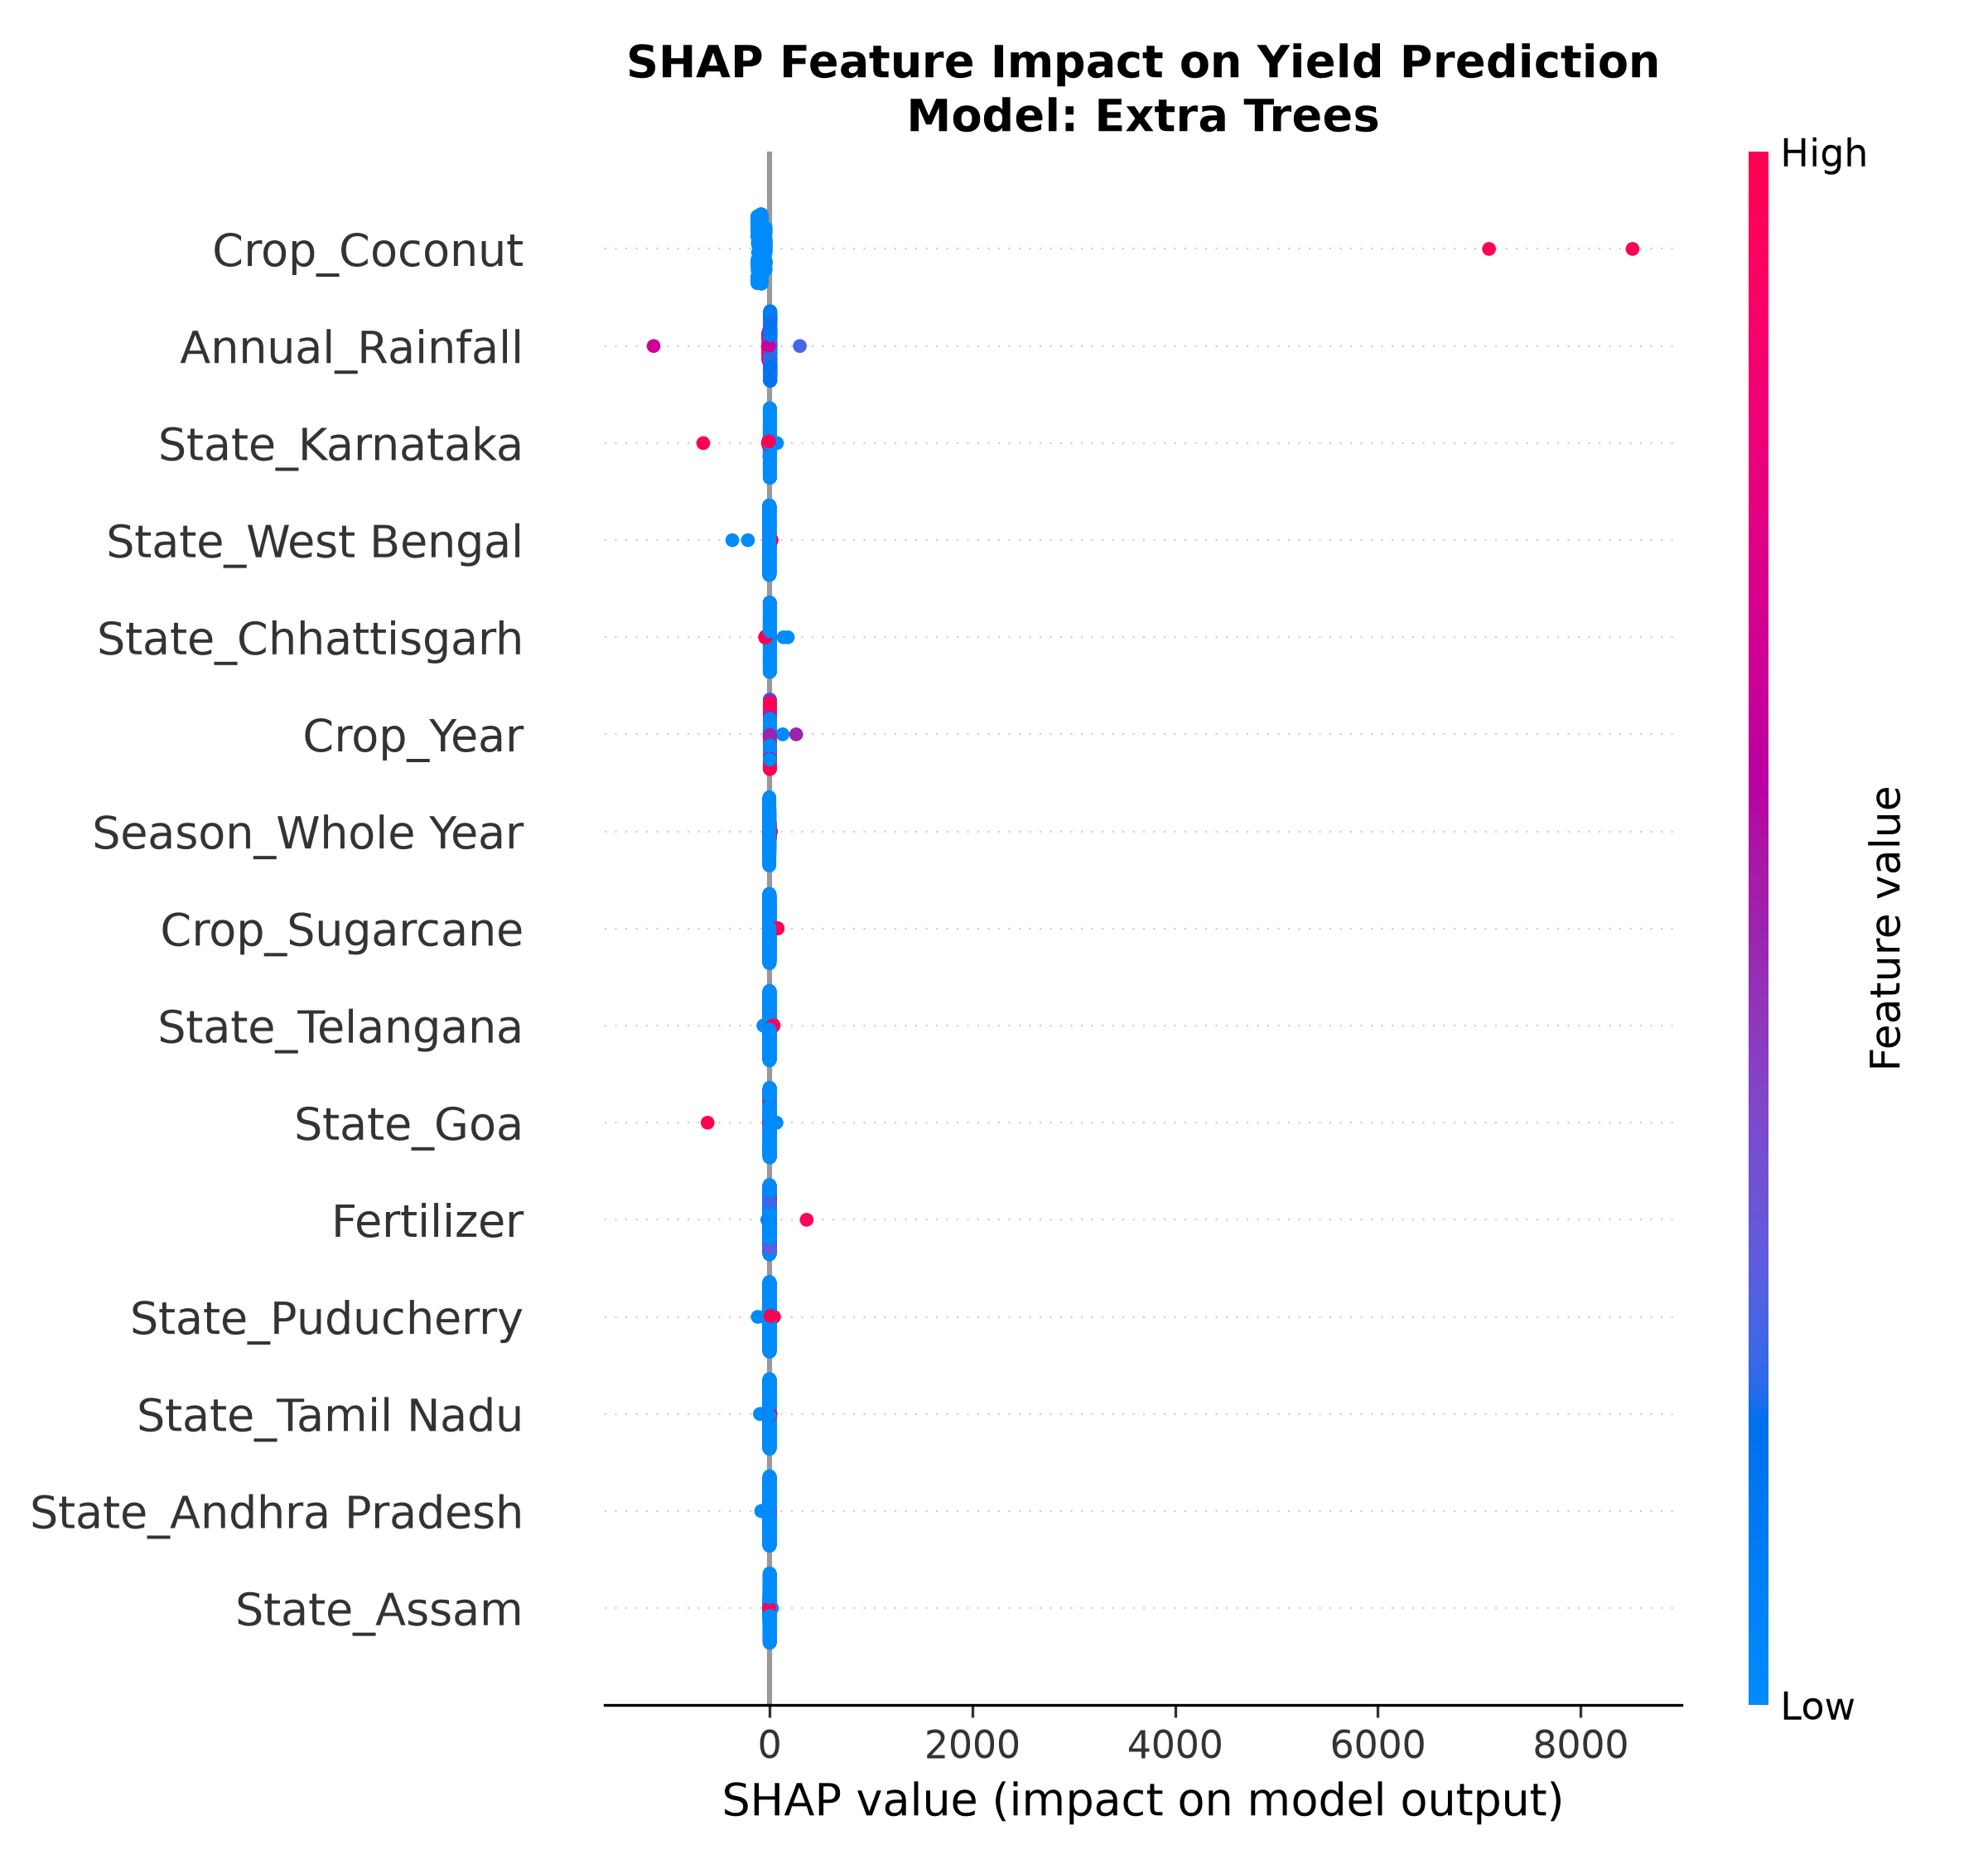 SHAP Feature Impact on Yield Prediction
Model: Extra Trees
High
Crop_Coconut
Annual_Rainfall
State_Karnataka
State_West Bengal
State_Chhattisgarh
Crop_Year
Season_Whole Year
Crop_Sugarcane
State_Telangana
State_Goa
Fertilizer
State_Puducherry
State_Tamil Nadu
State_Andhra Pradesh
State_Assam
Feature value
Low
0 2000 4000 6000 8000
SHAP value (impact on model output)